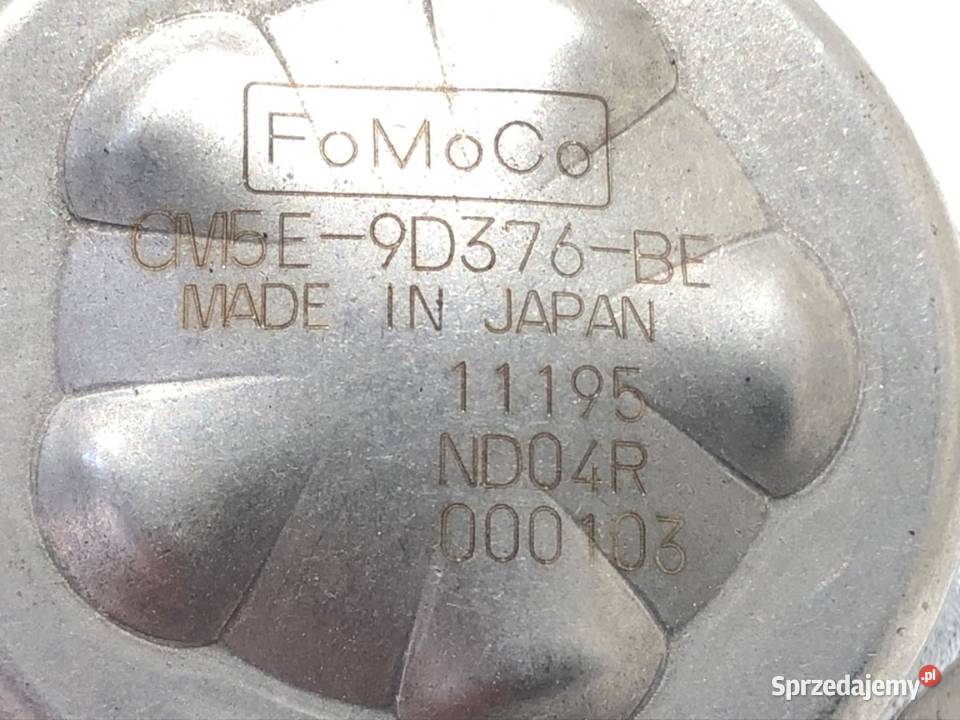 FoMoCo
CM5E-9D376-BE
MADE IN JAPAN
11195
ND04R
000103
Sprzedajemy.pl